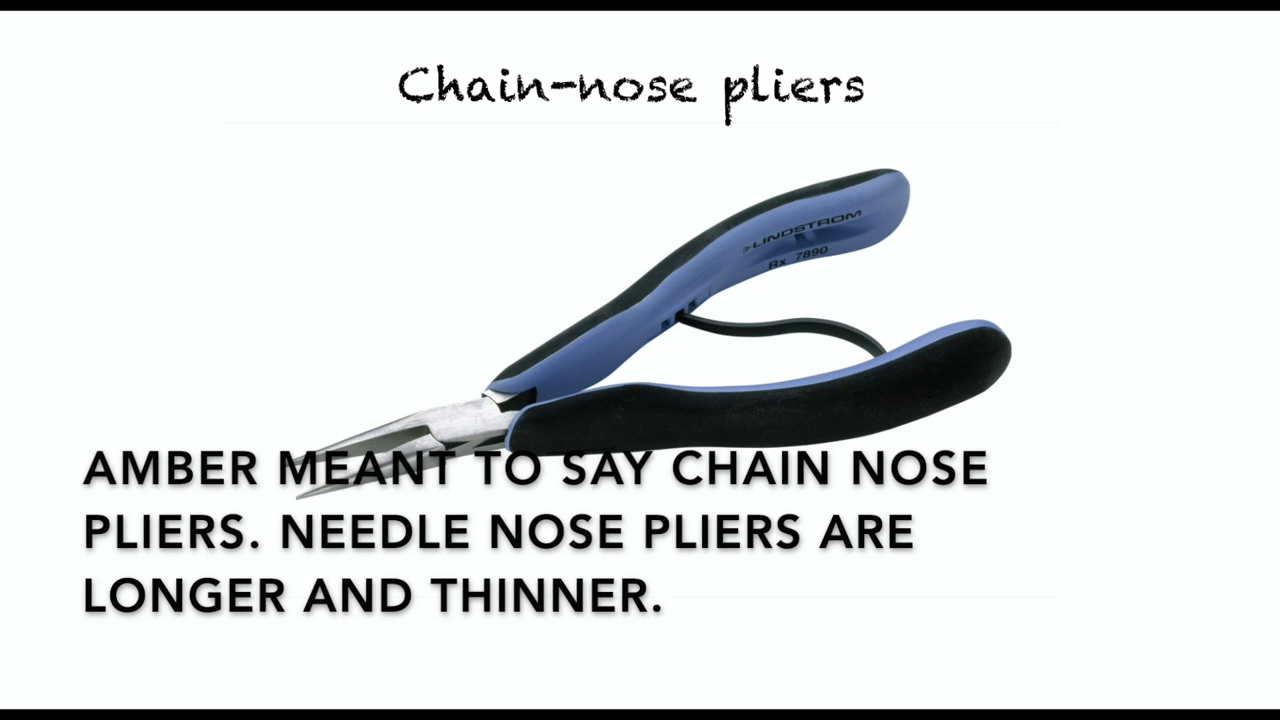 Chain-nose pliers
LINDSTROM
Rx 7890
AMBER MEANT TO SAY CHAIN NOSE
PLIERS. NEEDLE NOSE PLIERS ARE
LONGER AND THINNER.